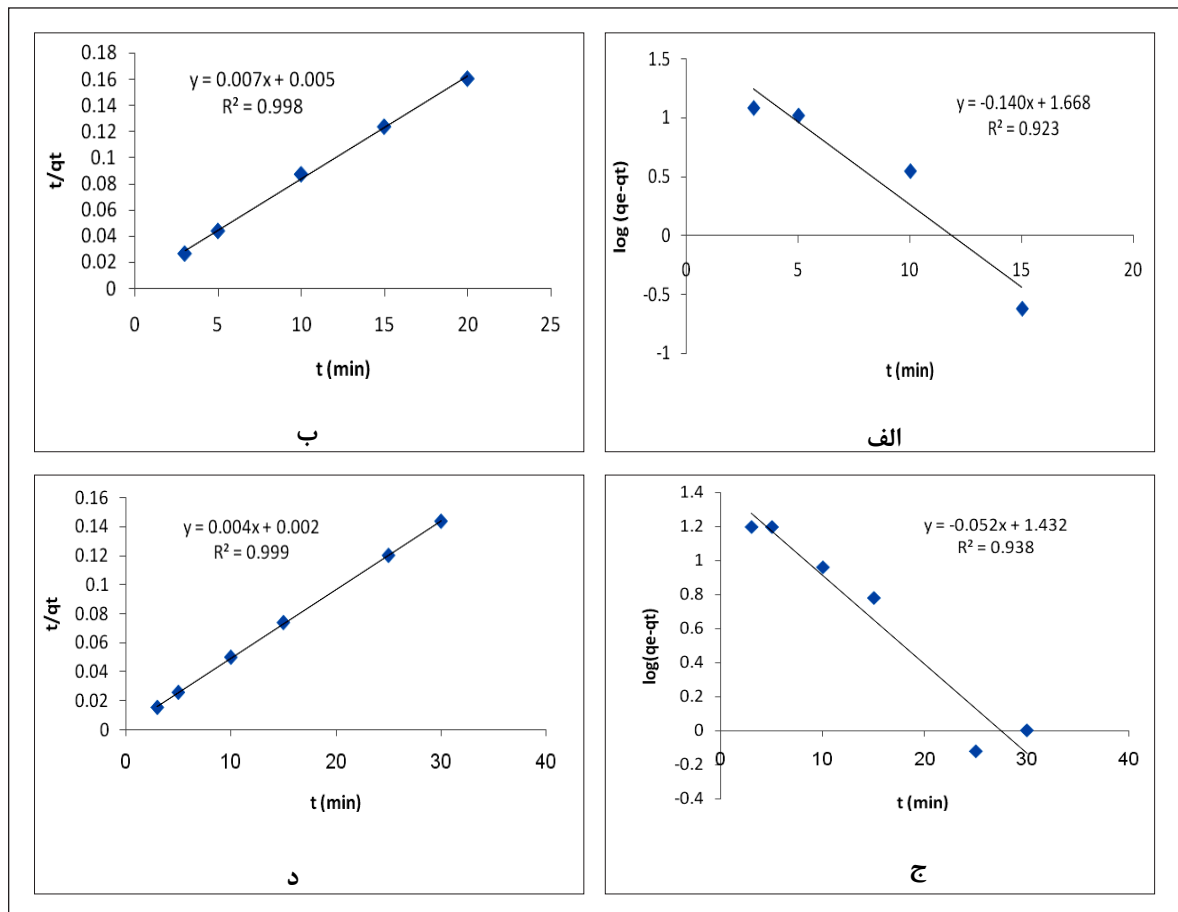 0.18
0.16
0.14
0.12
0.1
0.08
0.06
0.04
0.02
0
t/qt
y = 0.007x + 0.005
R² = 0.998
0 5 10 15 20 25
t (min)
ب
1.5
1
0.5
0
-0.5
-1
log (qe-qt)
y = -0.140x + 1.668
R² = 0.923
0 5 10 15 20
t (min)
الف
0.16
0.14
0.12
0.1
0.08
0.06
0.04
0.02
0
t/qt
y = 0.004x + 0.002
R² = 0.999
0 10 20 30 40
t (min)
د
1.4
1.2
1
0.8
0.6
0.4
0.2
0
-0.2
-0.4
log(qe-qt)
y = -0.052x + 1.432
R² = 0.938
0 10 20 30 40
t (min)
ج